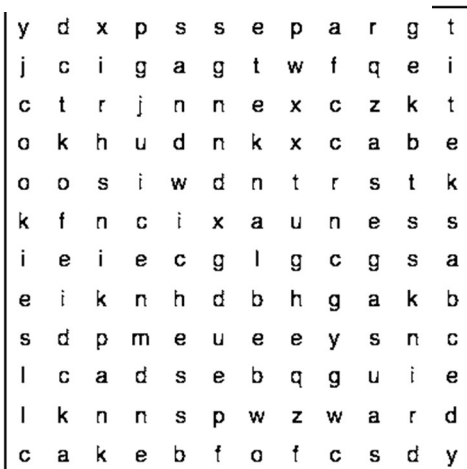 y d x p s s e p a r g t
j c i g a g t w f q e i
c t r j n n e x c z k t
o k h u d n k x c a b e
o o s i w d n t r s t k
k f n c i x a u n e s s
i e i e c g l g c g s a
e i k n h d b h g a k b
s d p m e u e e y s n c
l c a d s e b q g u i e
l k n n s p w z w a r d
c a k e b f o f c s d y